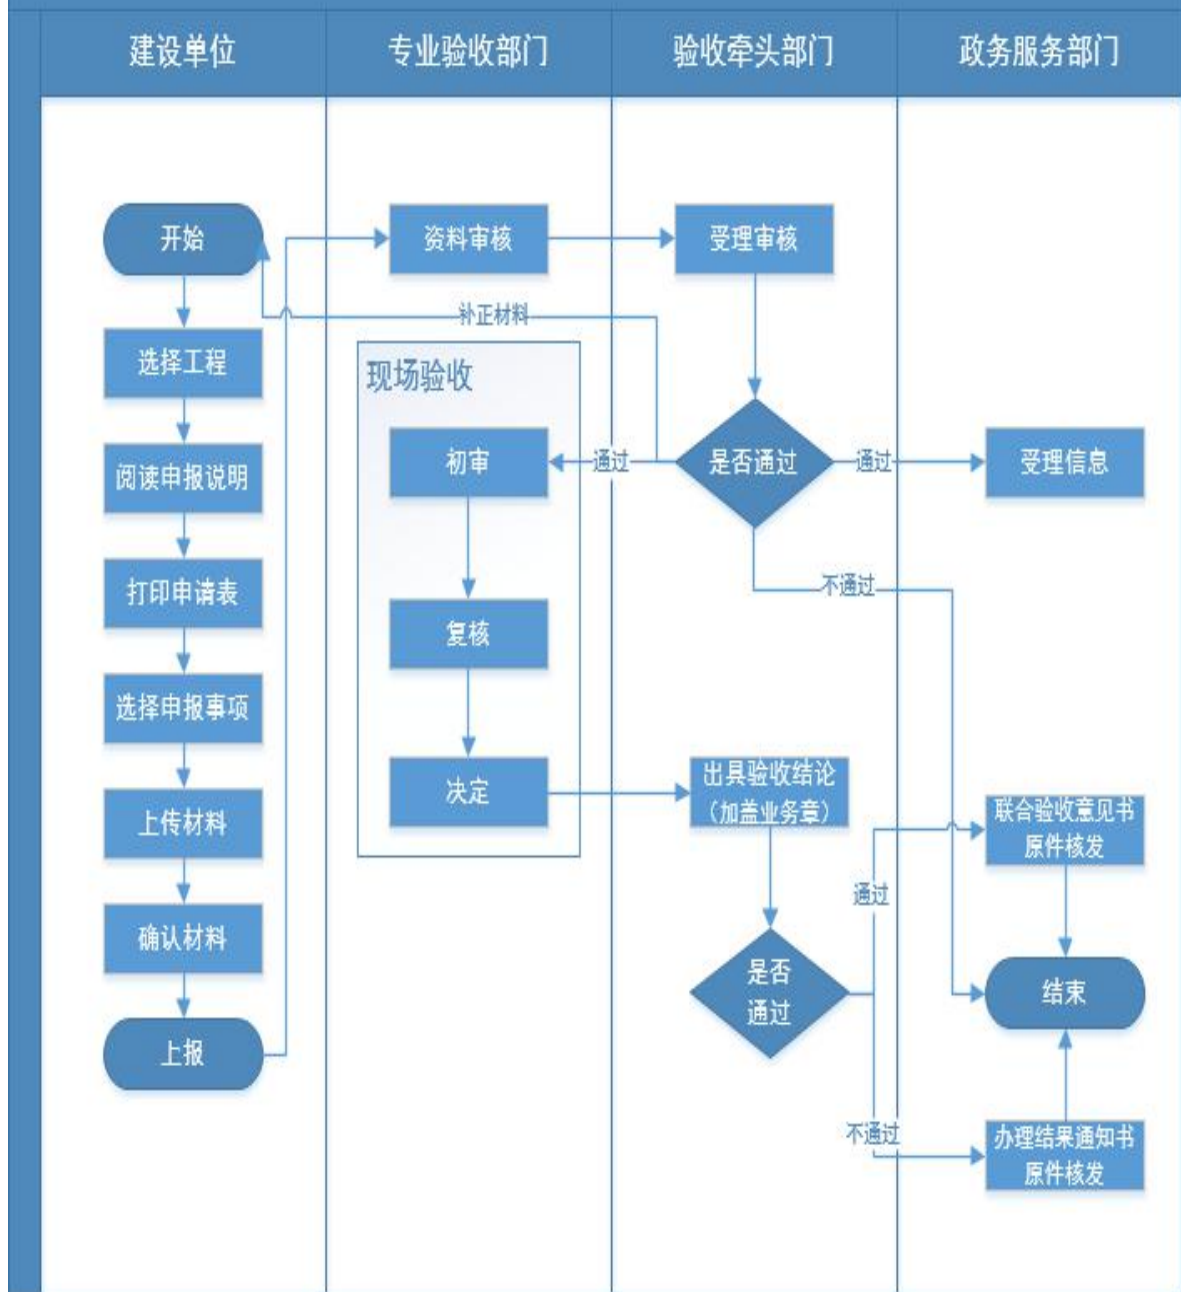 建设单位
专业验收部门
验收牵头部门
政务服务部门
开始
资料审核
受理审核
补正材料
选择工程
现场验收
阅读申报说明
初审
通过
是否通过
通过
受理信息
打印申请表
不通过
复核
选择申报事项
上传材料
决定
出具验收结论
（加盖业务章）
联合验收意见书
原件核发
通过
确认材料
是否
通过
结束
上报
不通过
办理结果通知书
原件核发